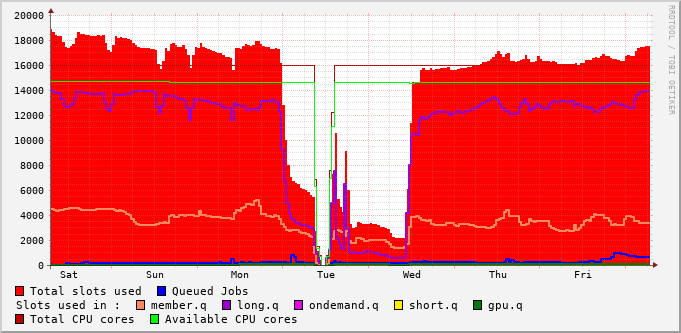 20000
18000
16000
14000
12000
10000
8000
6000
4000
2000
0
Sat Sun Mon Tue Wed Thu Fri
RRDTOOL / TOBI OETIKER
Total slots used Queued Jobs
Slots used in : member.q long.q ondemand.q short.q gpu.q
Total CPU cores Available CPU cores